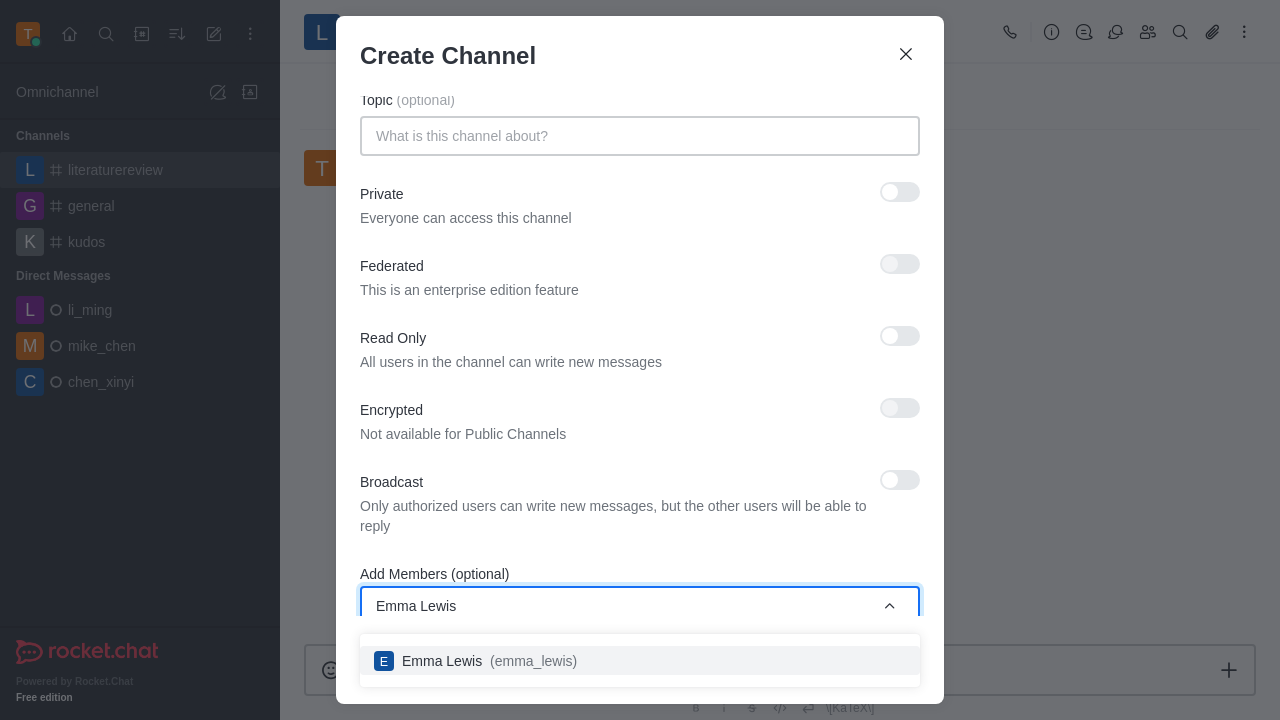 T
Omnichannel
Channels
L literaturereview
G general
K kudos
Direct Messages
L li_ming
M mike_chen
C chen_xinyi
rocket.chat
Powered by Rocket.Chat
Free edition
L
T
Create Channel
Topic (optional)
What is this channel about?
Private
Everyone can access this channel
Federated
This is an enterprise edition feature
Read Only
All users in the channel can write new messages
Encrypted
Not available for Public Channels
Broadcast
Only authorized users can write new messages, but the other users will be able to
reply
Add Members (optional)
Emma Lewis
E Emma Lewis (emma_lewis)
\[KaTeX\]